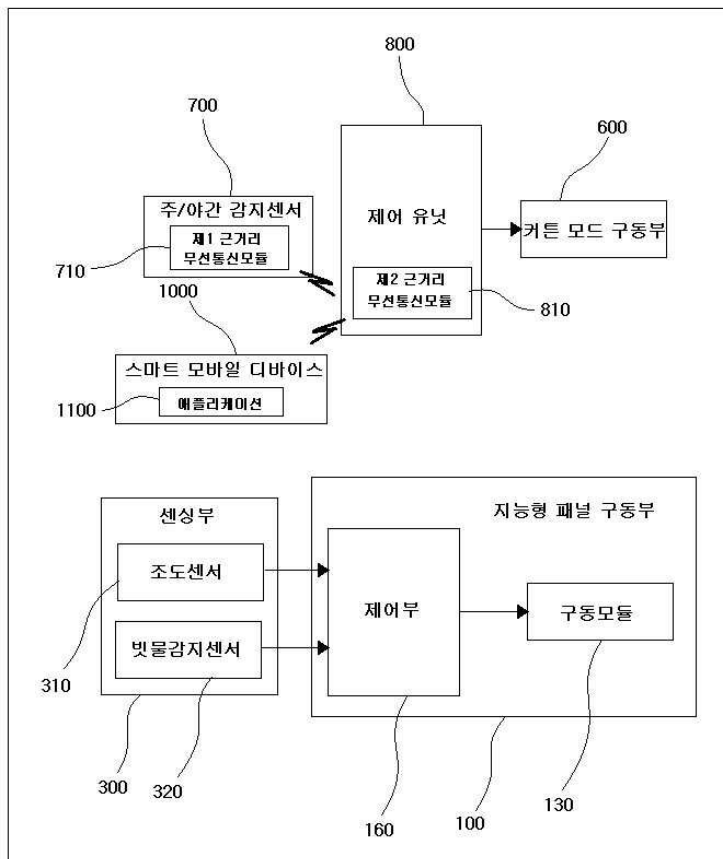 800
700
600
주/야간 감지센서
제어 유닛
커튼 모드 구동부
제1 근거리
무선통신모듈
710
제2 근거리
무선통신모듈
810
1000
스마트 모바일 디바이스
1100
애플리케이션
센싱부
지능형 패널 구동부
조도센서
제어부
구동모듈
빗물감지센서
310
300
320
160
100
130